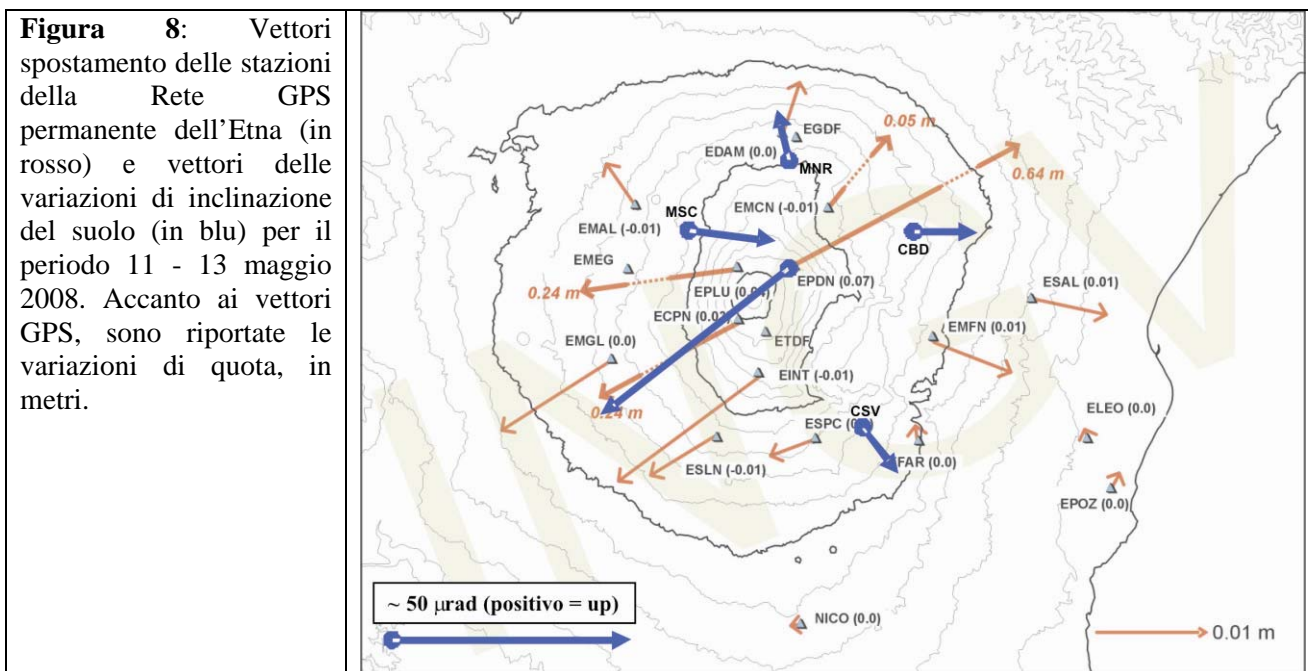 Figura 8: Vettori
spostamento delle stazioni
della Rete GPS
permanente dell'Etna (in
rosso) e vettori delle
variazioni di inclinazione
del suolo (in blu) per il
periodo 11 - 13 maggio
2008. Accanto ai vettori
GPS, sono riportate le
variazioni di quota, in
metri.
EGDF
0.05 m
EDAM (0.0)
MNR
0.64 m
EMCN (-0.01)
MSC
EMAL (-0.01)
CBD
EMEG
EPDN (0.07)
ESAL (0.01)
0.24 m
EPLU (0.04)
ECPN (0.02)
EMFN (0.01)
ETDF
EMGL (0.0)
EINT (-0.01)
0.24 m
CSV
ELEO (0.0)
ESPC
FAR (0.0)
ESLN (-0.01)
EPOZ (0.0)
~ 50 μrad (positivo = up)
NICO (0.0)
0.01 m